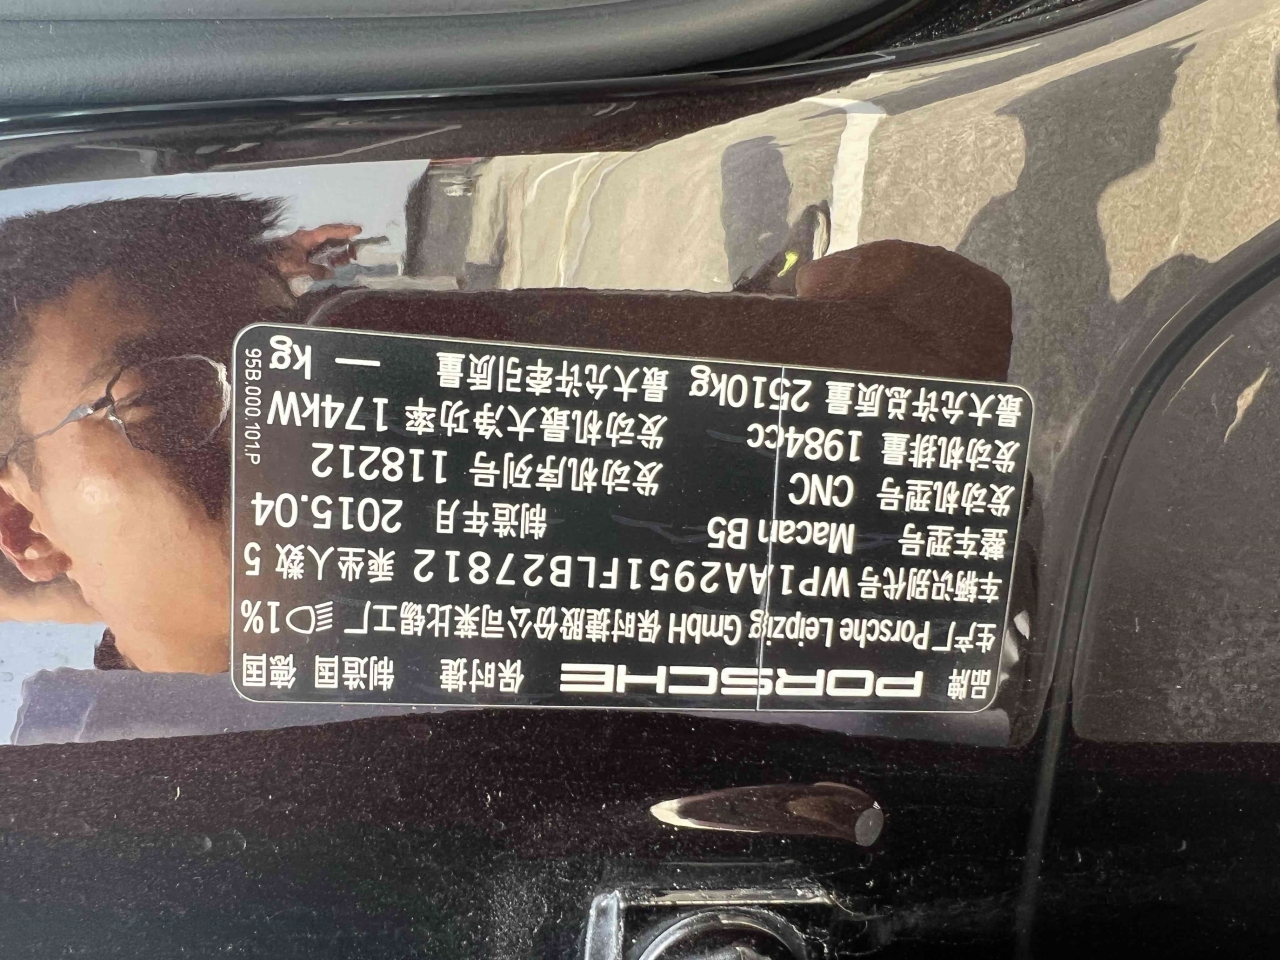 品牌 PORSCHE 保时捷 制造国 德国
生产厂 Porsche Leipzig GmbH 保时捷股份公司莱比锡工厂 1%
车辆识别代号 WP1AA2951FLB27812 乘坐人数 5
整车型号 Macan B5 制造年月 2015.04
发动机型号 CNC 发动机序列号 118212
发动机排量 1984cc 发动机最大净功率 174kW
最大允许总质量 2510kg 最大允许牵引质量 — kg
95B.000.101.P